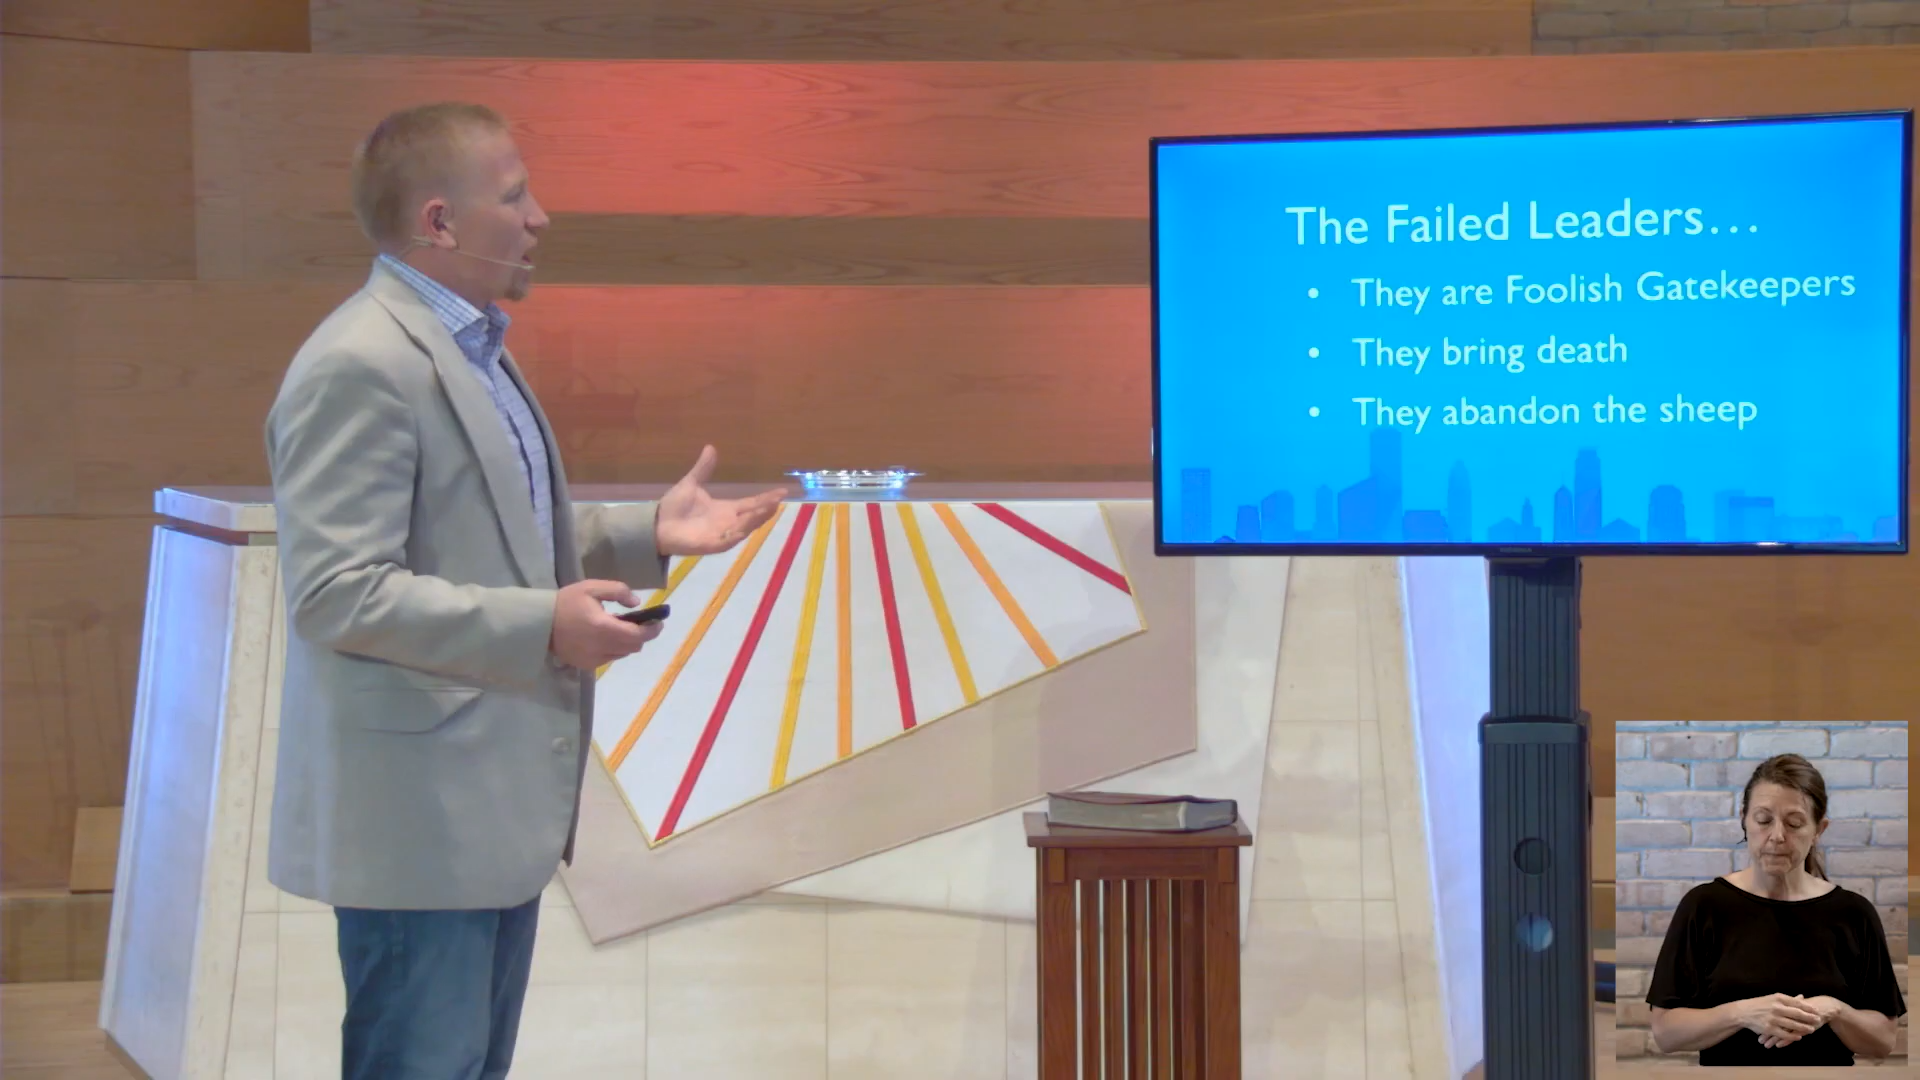 The Failed Leaders...
• They are Foolish Gatekeepers
• They bring death
• They abandon the sheep